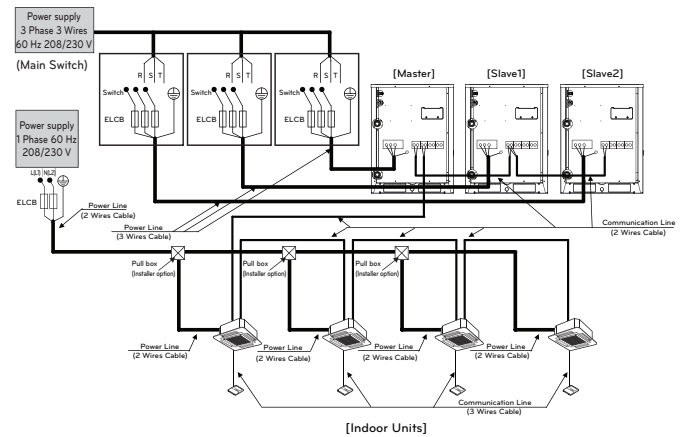 Power supply
3 Phase 3 Wires
60 Hz 208/230 V
(Main Switch)
R S T
Switch
ELCB
R S T
Switch
ELCB
R S T
Switch
ELCB
[Master]
[Slave1]
[Slave2]
Power supply
1 Phase 60 Hz
208/230 V
L(L1) N(L2)
ELCB
Power Line
(2 Wires Cable)
Power Line
(3 Wires Cable)
Communication Line
(2 Wires Cable)
Pull box
(Installer option)
Pull box
(Installer option)
Pull box
(Installer option)
Power Line
(2 Wires Cable)
Power Line
(2 Wires Cable)
Power Line
(2 Wires Cable)
Power Line
(2 Wires Cable)
Communication Line
(3 Wires Cable)
[Indoor Units]